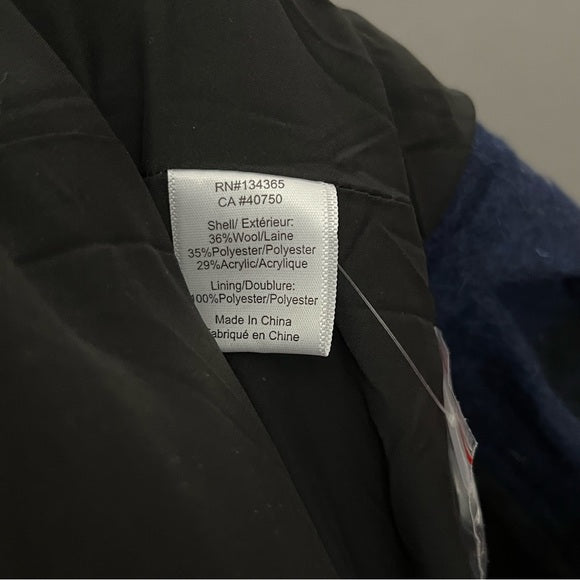 RN#134365
CA #40750
Shell/ Extérieur:
36%Wool/Laine
35%Polyester/Polyester
29%Acrylic/Acrylique
Lining/Doublure:
100%Polyester/Polyester
Made In China
Fabriqué en Chine